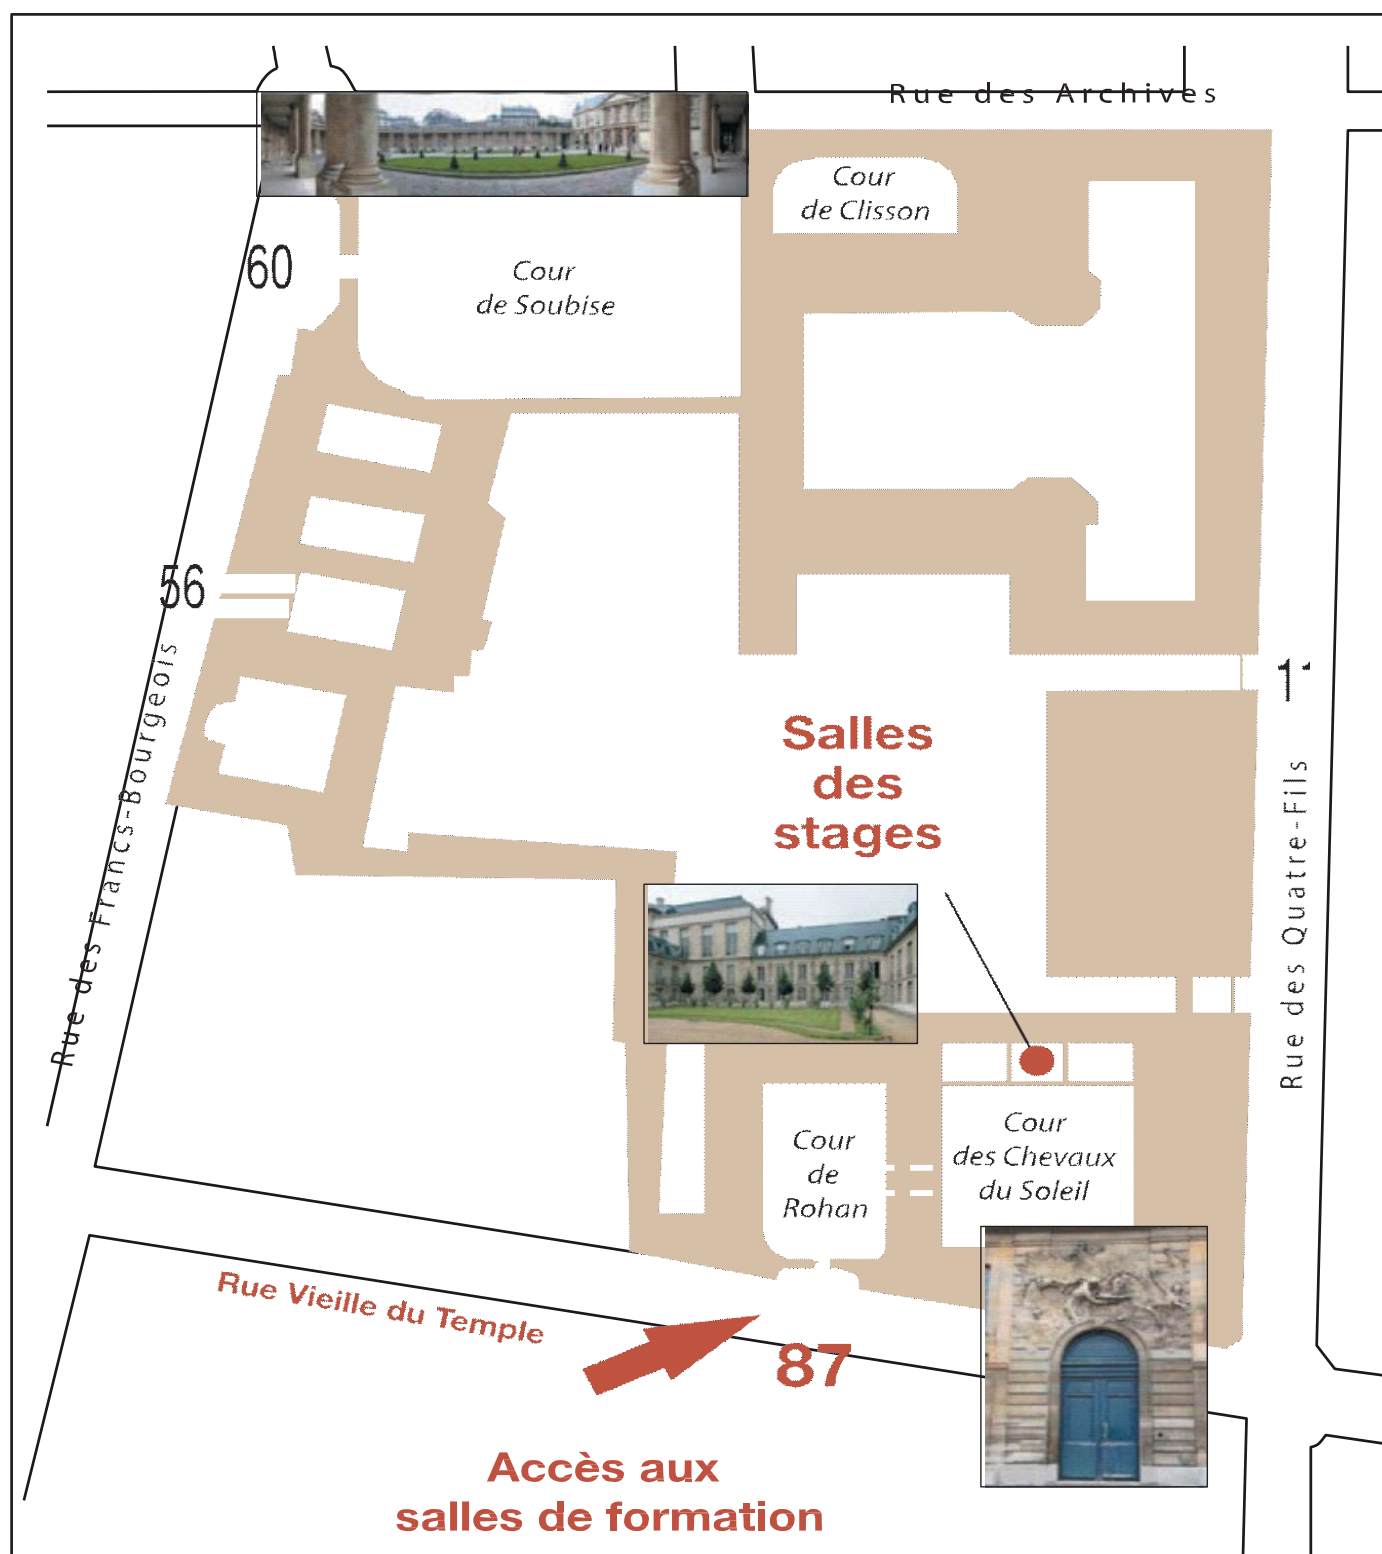 Rue des Archives
Cour
de Clisson
60
Cour
de Soubise
56
Rue des Francs-Bourgeois
11
Salles
des
stages
Rue des Quatre-Fils
Cour
de
Rohan
Cour
des Chevaux
du Soleil
Rue Vieille du Temple
87
Accès aux
salles de formation